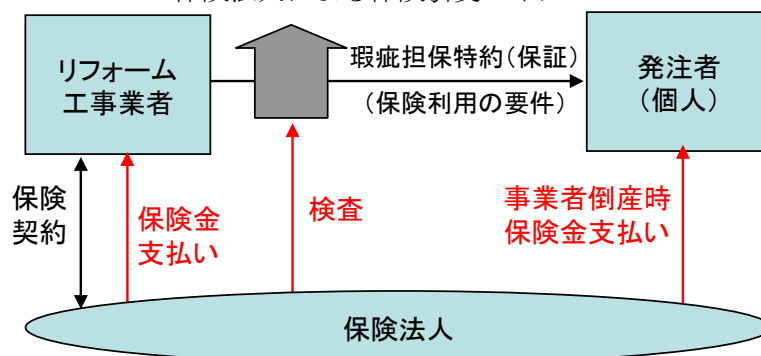 リフォーム
工事業者
瑕疵担保特約(保証)
(保険利用の要件)
発注者
(個人)
保険
契約
保険金
支払い
検査
事業者倒産時
保険金支払い
保険法人